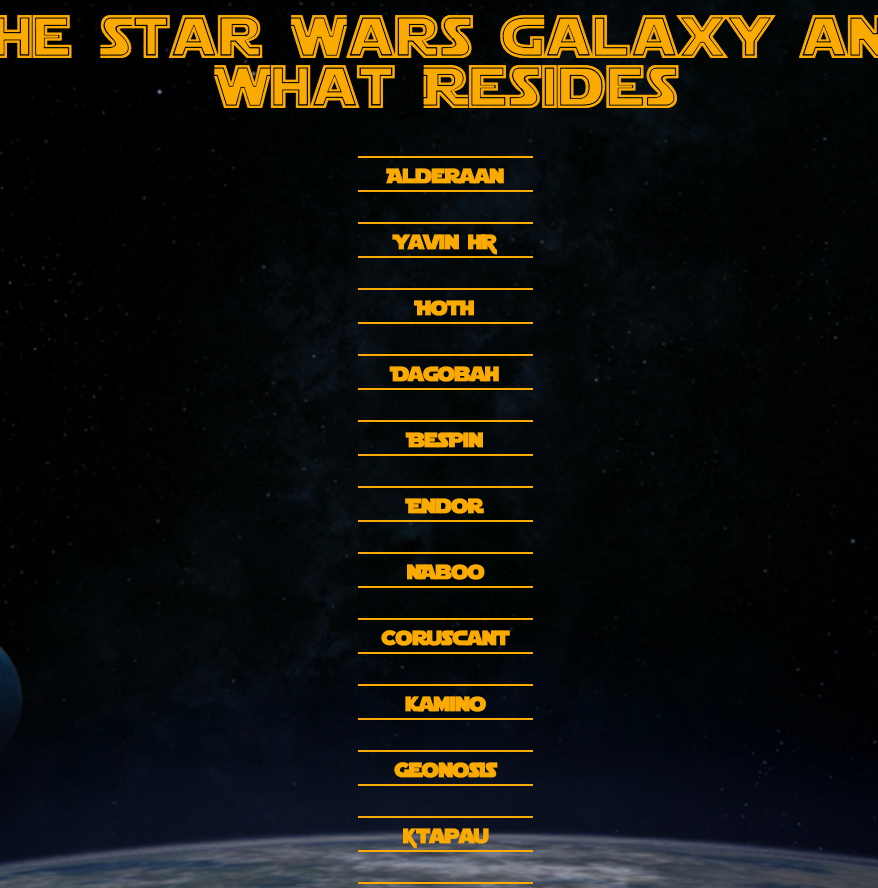 HE STAR WARS GALAXY AN
WHAT RESIDES
ALDERAAN
YAVIN HR
HOTH
DAGOBAH
BESPIN
ENDOR
NABOO
CORUSCANT
KAMINO
GEONOSIS
KTAPAU